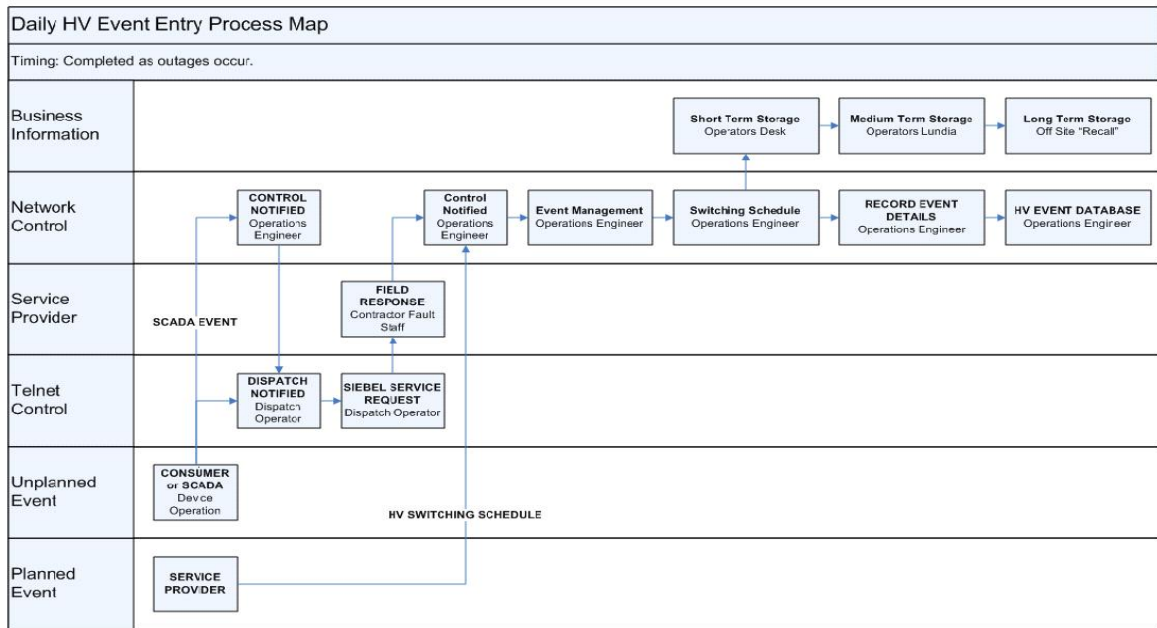 Daily HV Event Entry Process Map
Timing: Completed as outages occur.
Business
Information
Short Term Storage
Operators Desk
Medium Term Storage
Operators Lundia
Long Term Storage
Off Site "Recall"
Network
Control
CONTROL
NOTIFIED
Operations
Engineer
Control
Notified
Operations
Engineer
Event Management
Operations Engineer
Switching Schedule
Operations Engineer
RECORD EVENT
DETAILS
Operations Engineer
HV EVENT DATABASE
Operations Engineer
Service
Provider
SCADA EVENT
FIELD
RESPONSE
Contractor Fault
Staff
Telnet
Control
DISPATCH
NOTIFIED
Dispatch
Operator
SIEBEL SERVICE
REQUEST
Dispatch Operator
Unplanned
Event
CONSUMER
or SCADA
Device
Operation
HV SWITCHING SCHEDULE
Planned
Event
SERVICE
PROVIDER